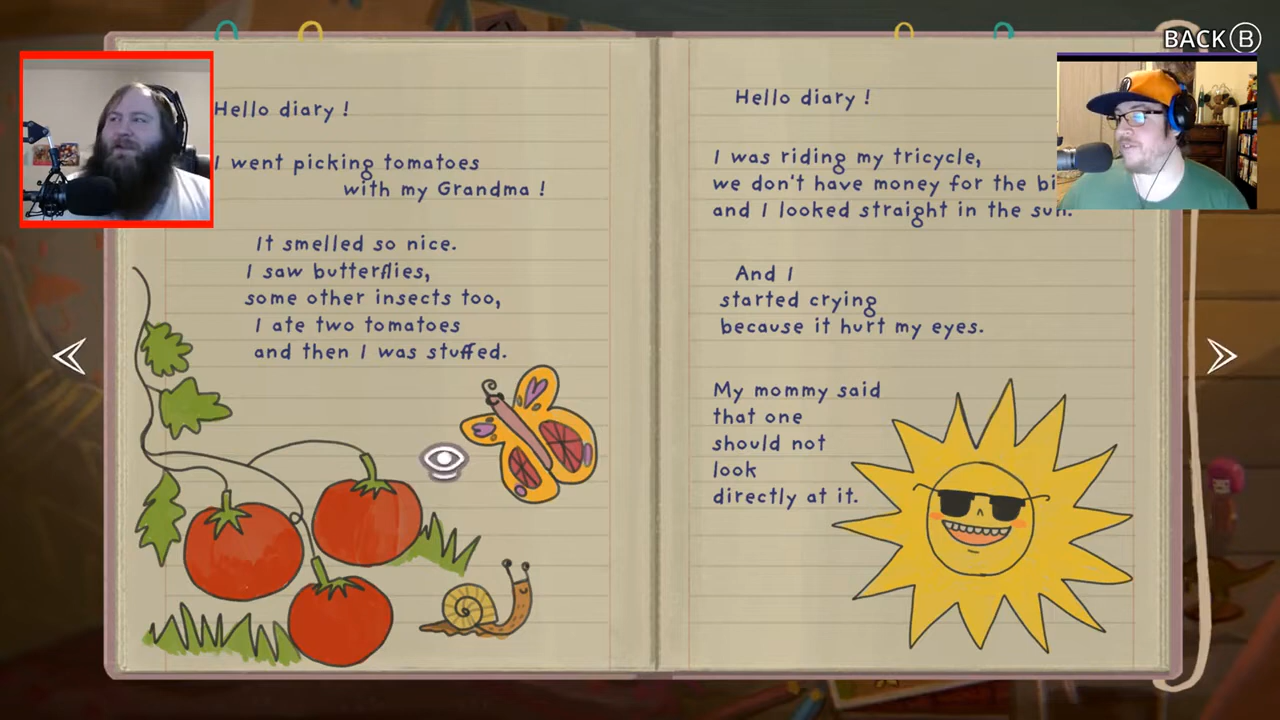 BACK B
Hello diary !
I went picking tomatoes
with my Grandma !
It smelled so nice.
I saw butterflies,
some other insects too,
I ate two tomatoes
and then I was stuffed.
Hello diary !
I was riding my tricycle,
we don't have money for the
and I looked straight in the sun.
And I
started crying
because it hurt my eyes.
My mommy said
that one
should not
look
directly at it.